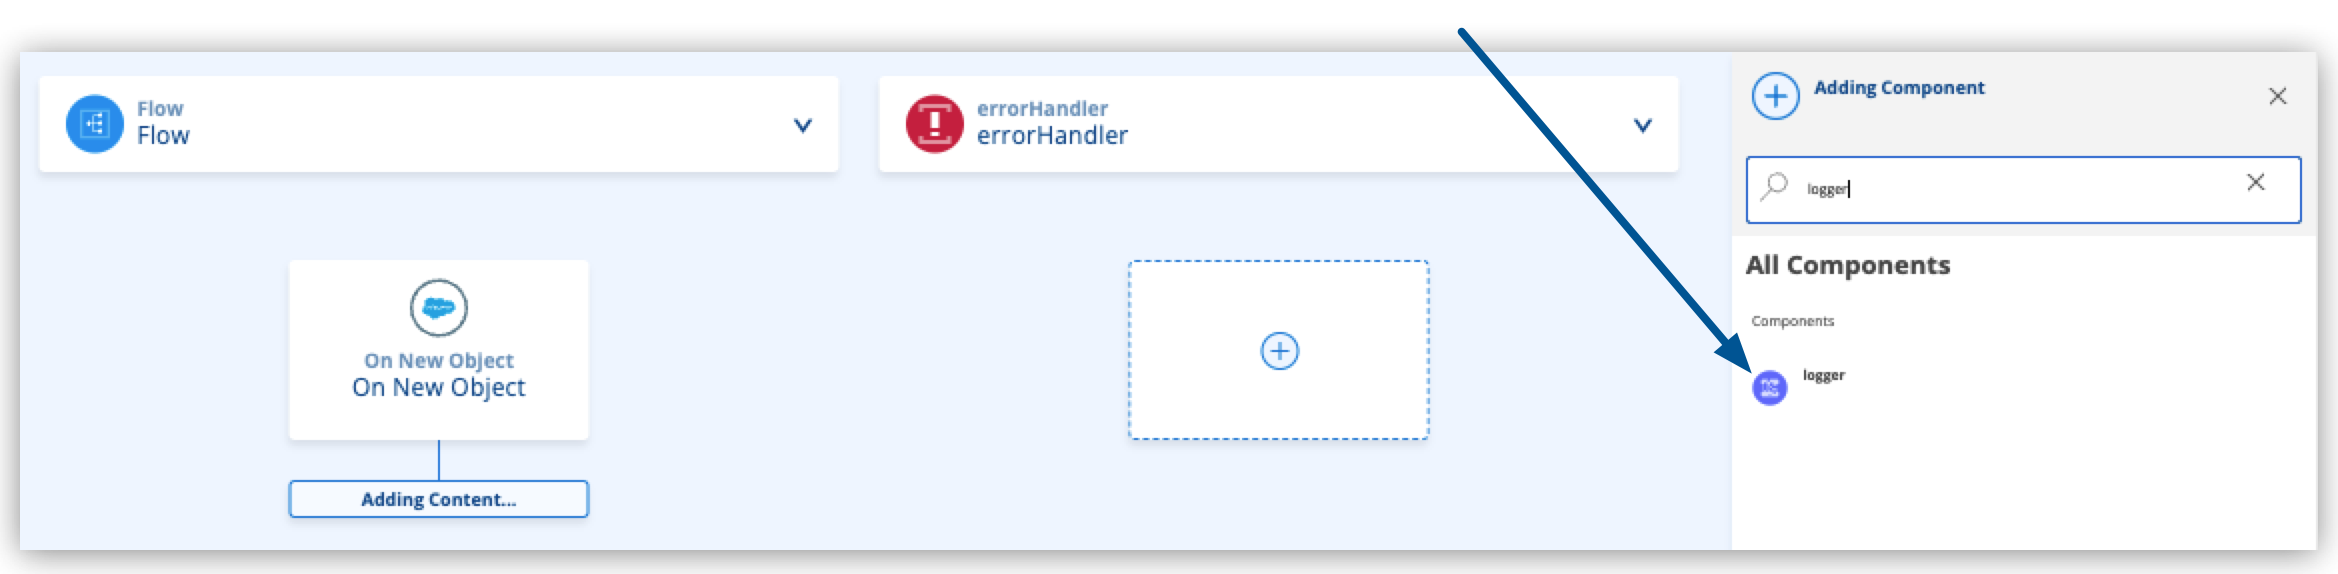 Flow
Flow
errorHandler
errorHandler
On New Object
On New Object
Adding Content...
Adding Component
logger
All Components
Components
logger